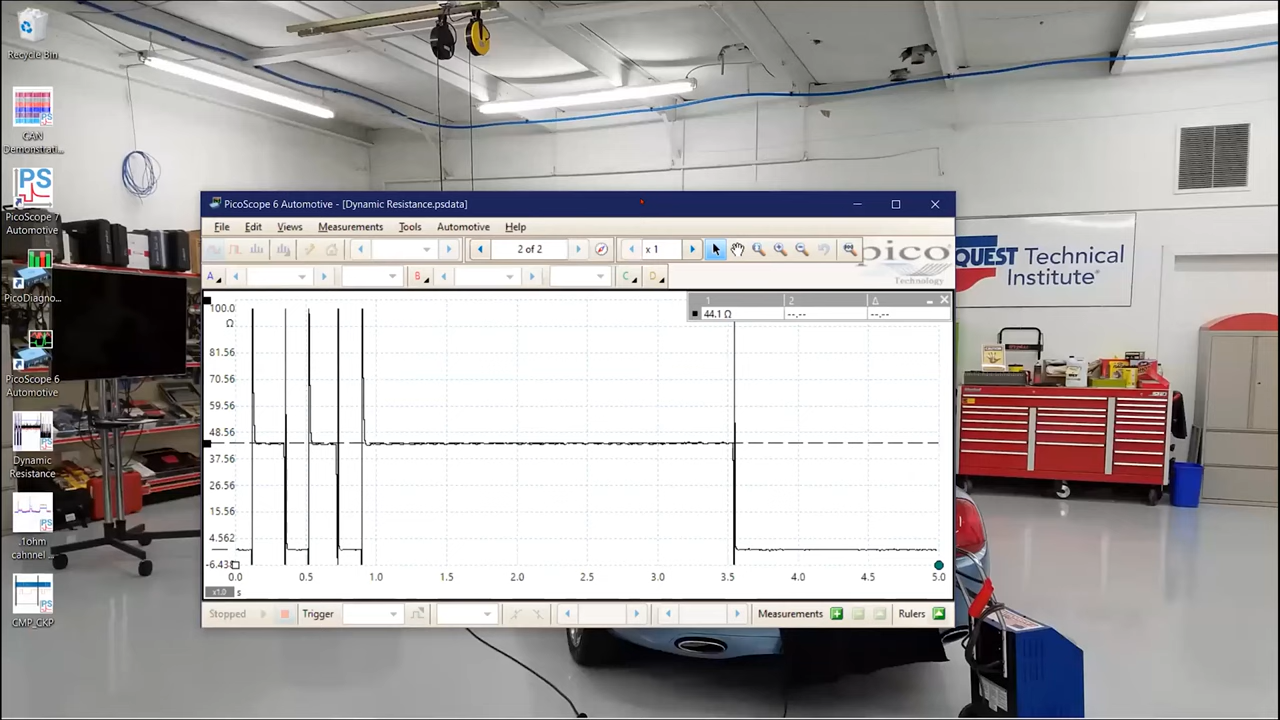 Recycle Bin
CAN
Demonstrati...
PS
PicoScope 7
Automotive
PicoDiagno...
PicoScope 6
Automotive
Dynamic
Resistance
.1ohm
cahnnel ...
CMP_CKP
PicoScope 6 Automotive - [Dynamic Resistance.psdata]
File Edit Views Measurements Tools Automotive Help
2 of 2 x 1
pico
Technology
A B C D
1 2 Δ
44.1 Ω --.-- --.--
100.0
Ω
81.56
70.56
59.56
48.56
37.56
26.56
15.56
4.562
-6.438
0.0 0.5 1.0 1.5 2.0 2.5 3.0 3.5 4.0 4.5 5.0
x1.0 s
Stopped Trigger Measurements Rulers
QUEST Technical
Institute®